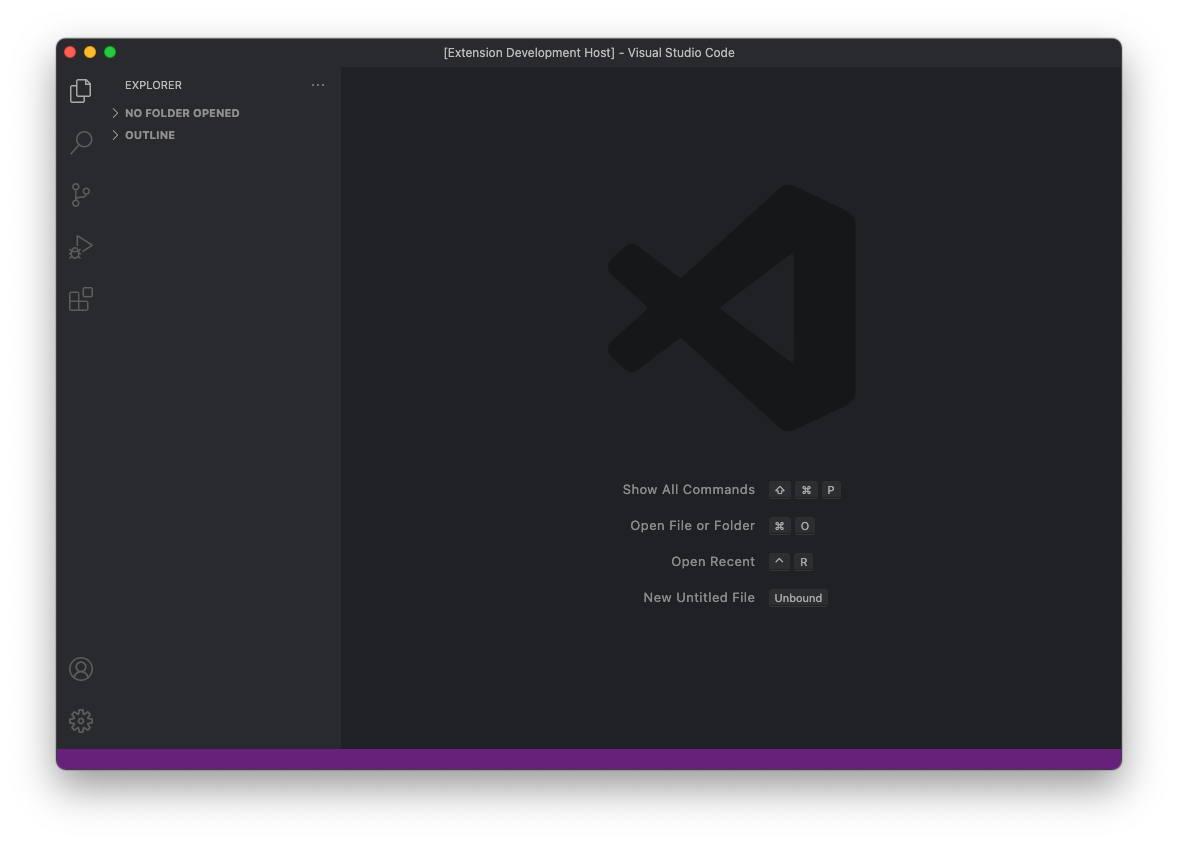 [Extension Development Host] - Visual Studio Code
EXPLORER
NO FOLDER OPENED
OUTLINE
Show All Commands ⇧ ⌘ P
Open File or Folder ⌘ O
Open Recent ^ R
New Untitled File Unbound